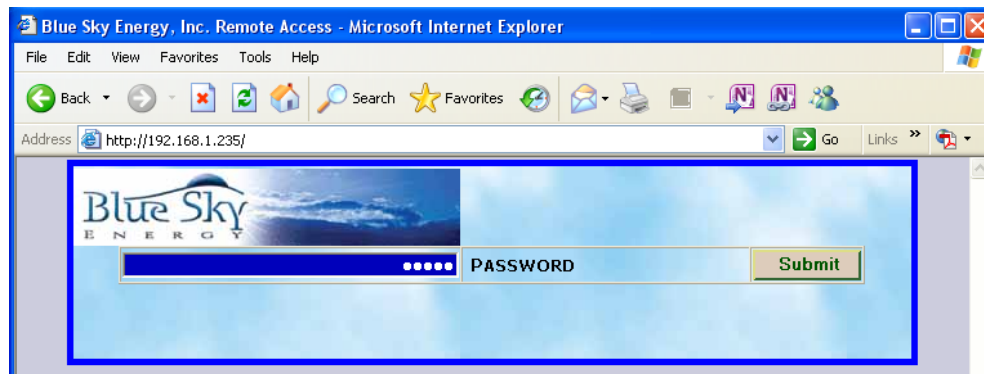 Blue Sky Energy, Inc. Remote Access - Microsoft Internet Explorer
File Edit View Favorites Tools Help
Back Search Favorites
Address http://192.168.1.235/ Go Links »
Blue Sky
ENERGY
••••• PASSWORD Submit